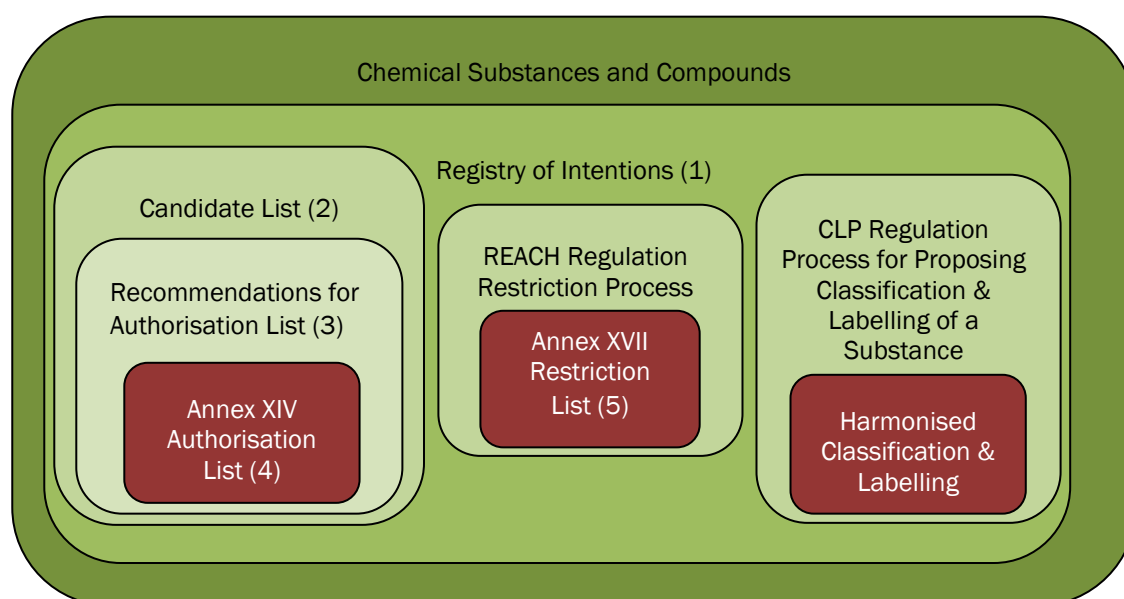 Chemical Substances and Compounds
Registry of Intentions (1)
Candidate List (2)
Recommendations for
Authorisation List (3)
Annex XIV
Authorisation
List (4)
REACH Regulation
Restriction Process
Annex XVII
Restriction
List (5)
CLP Regulation
Process for Proposing
Classification &
Labelling of a
Substance
Harmonised
Classification &
Labelling